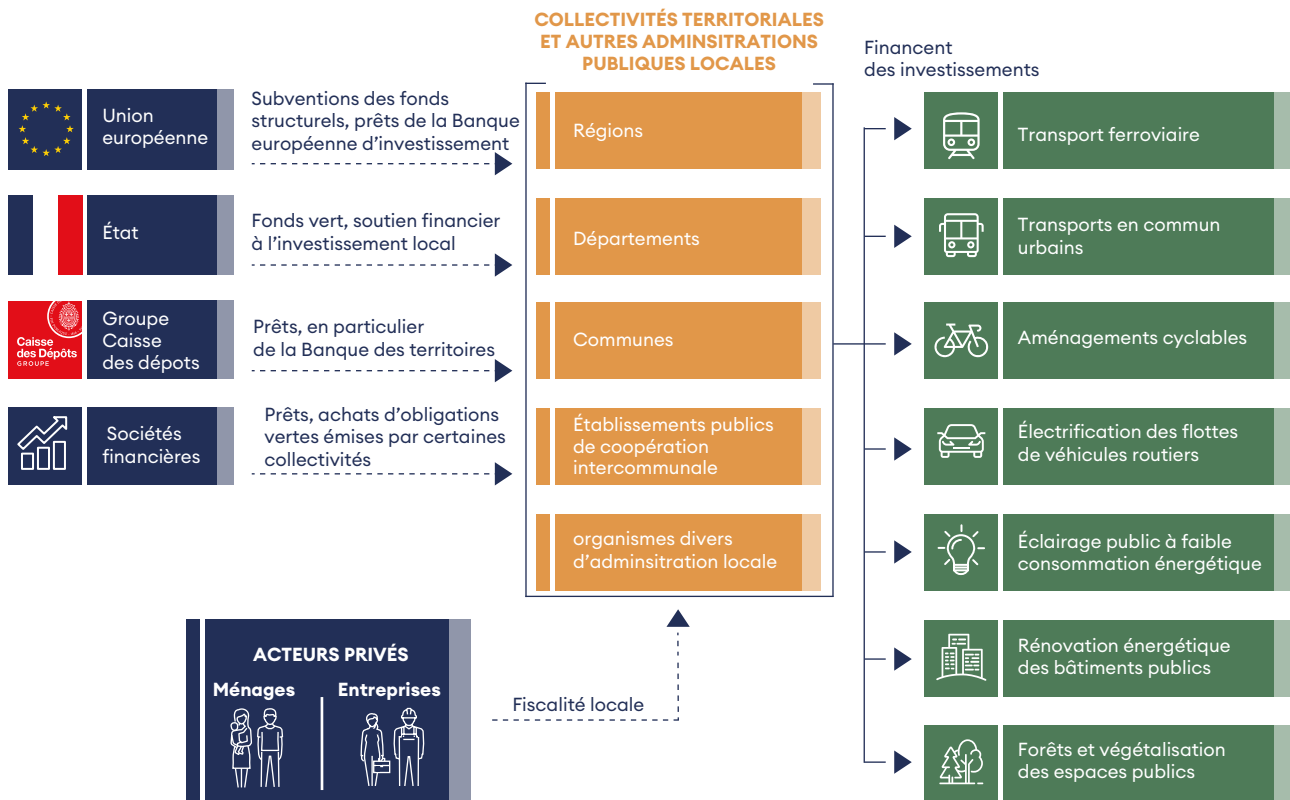 COLLECTIVITÉS TERRITORIALES
ET AUTRES ADMINSITRATIONS
PUBLIQUES LOCALES
Financent
des investissements
Union
européenne
Subventions des fonds
structurels, prêts de la Banque
européenne d'investissement
État
Fonds vert, soutien financier
à l'investissement local
Caisse
des Dépôts
GROUPE
Groupe
Caisse
des dépots
Prêts, en particulier
de la Banque des territoires
Sociétés
financières
Prêts, achats d'obligations
vertes émises par certaines
collectivités
Régions
Départements
Communes
Établissements publics
de coopération
intercommunale
organismes divers
d'adminsitration locale
Transport ferroviaire
Transports en commun
urbains
Aménagements cyclables
Électrification des flottes
de véhicules routiers
Éclairage public à faible
consommation énergétique
Rénovation énergétique
des bâtiments publics
Forêts et végétalisation
des espaces publics
ACTEURS PRIVÉS
Ménages
Entreprises
Fiscalité locale